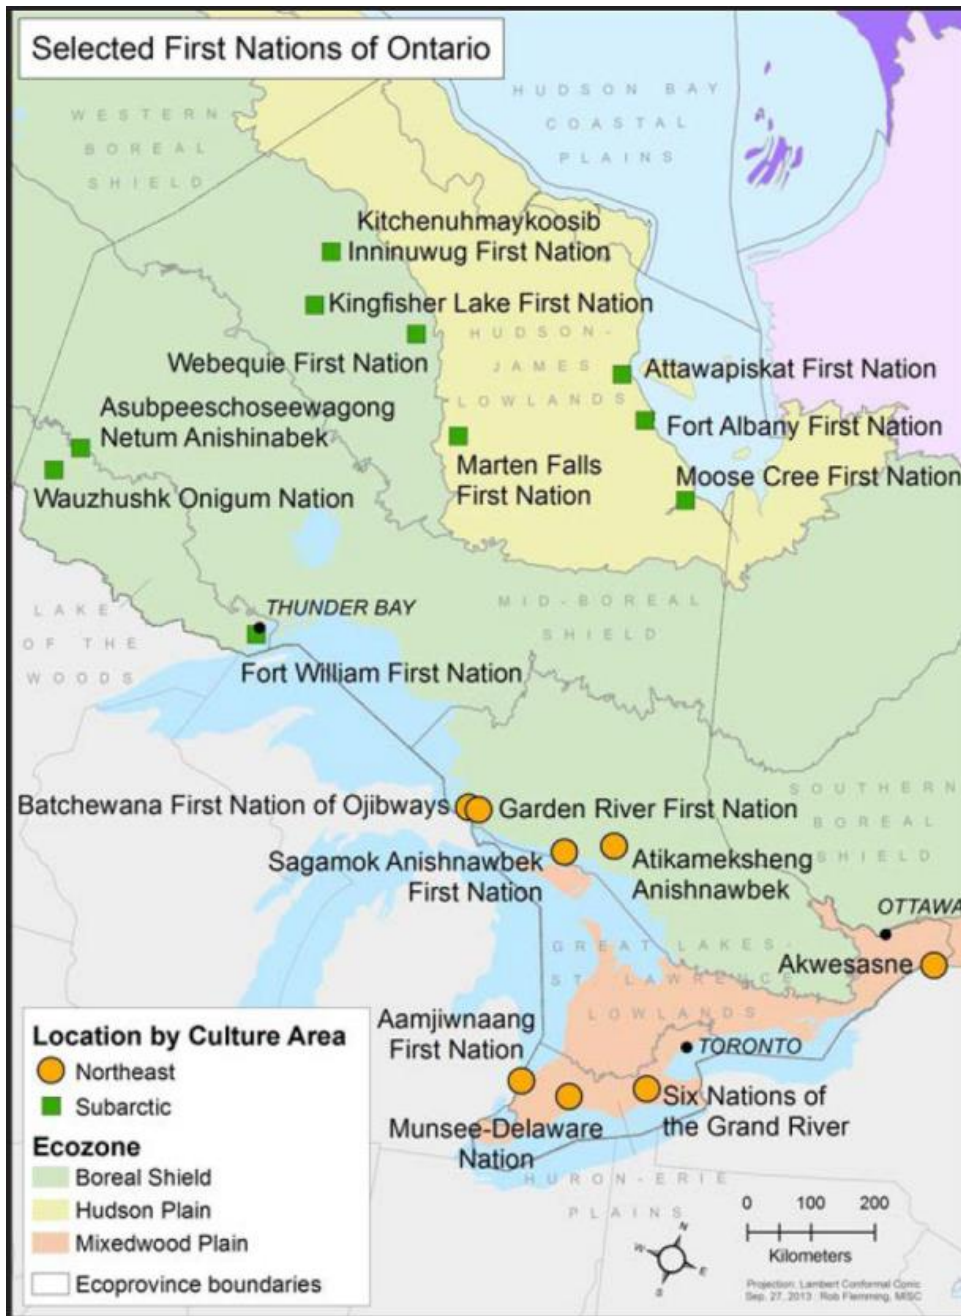 Selected First Nations of Ontario
HUDSON BAY
COASTAL
PLAINS
WESTERN
BOREAL
SHIELD
Kitchenuhmaykoosib
Inninuwug First Nation
Kingfisher Lake First Nation
HUDSON-
JAMES
LOWLANDS
Webequie First Nation
Attawapiskat First Nation
Asubpeeschoseewagong
Netum Anishinabek
Fort Albany First Nation
Marten Falls
First Nation
Moose Cree First Nation
Wauzhushk Onigum Nation
LAKE
OF THE
WOODS
THUNDER BAY
MID-BOREAL
SHIELD
Fort William First Nation
Batchewana First Nation of Ojibways
Garden River First Nation
SOUTHERN
BOREAL
SHIELD
Sagamok Anishnawbek
First Nation
Atikameksheng
Anishnawbek
OTTAWA
GREAT LAKES-
ST. LAWRENCE
LOWLANDS
Akwesasne
Aamjiwnaang
First Nation
TORONTO
Munsee-Delaware
Nation
Six Nations of
the Grand River
HURON-ERIE
PLAINS
Location by Culture Area
Northeast
Subarctic
Ecozone
Boreal Shield
Hudson Plain
Mixedwood Plain
Ecoprovince boundaries
N
W
E
S
0 100 200
Kilometers
Projection: Lambert Conformal Conic
Sep. 27, 2013 Rob Flemming, MISC